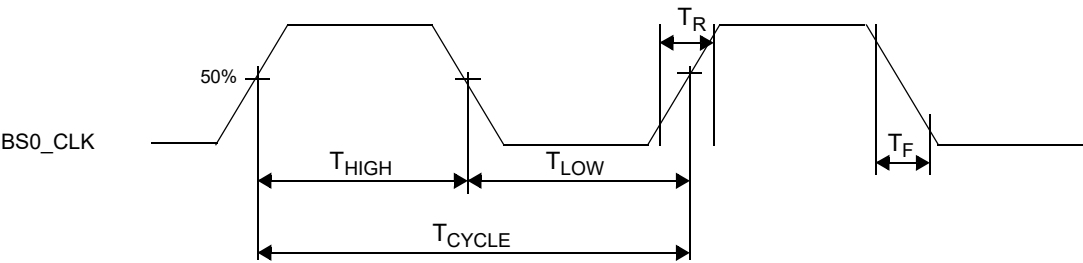 T_R
50%
BS0_CLK
T_HIGH
T_LOW
T_F
T_CYCLE